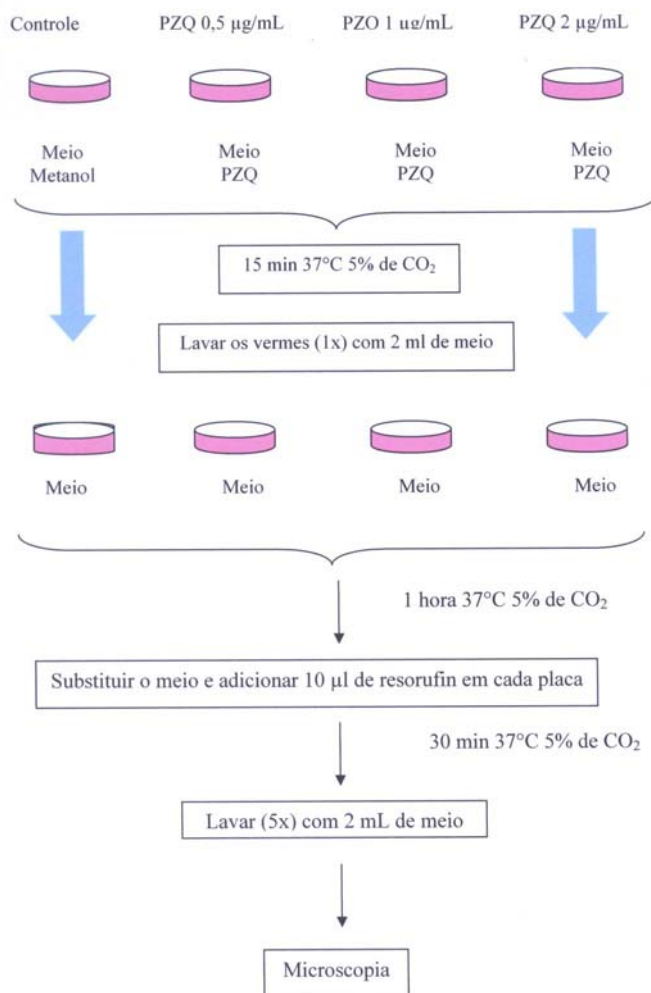 Controle PZQ 0,5 µg/mL PZO 1 ug/mL PZQ 2 µg/mL
Meio Meio Meio Meio
Metanol PZQ PZQ PZQ
15 min 37°C 5% de CO₂
Lavar os vermes (1x) com 2 ml de meio
Meio Meio Meio Meio
1 hora 37°C 5% de CO₂
Substituir o meio e adicionar 10 µl de resorufin em cada placa
30 min 37°C 5% de CO₂
Lavar (5x) com 2 mL de meio
Microscopia